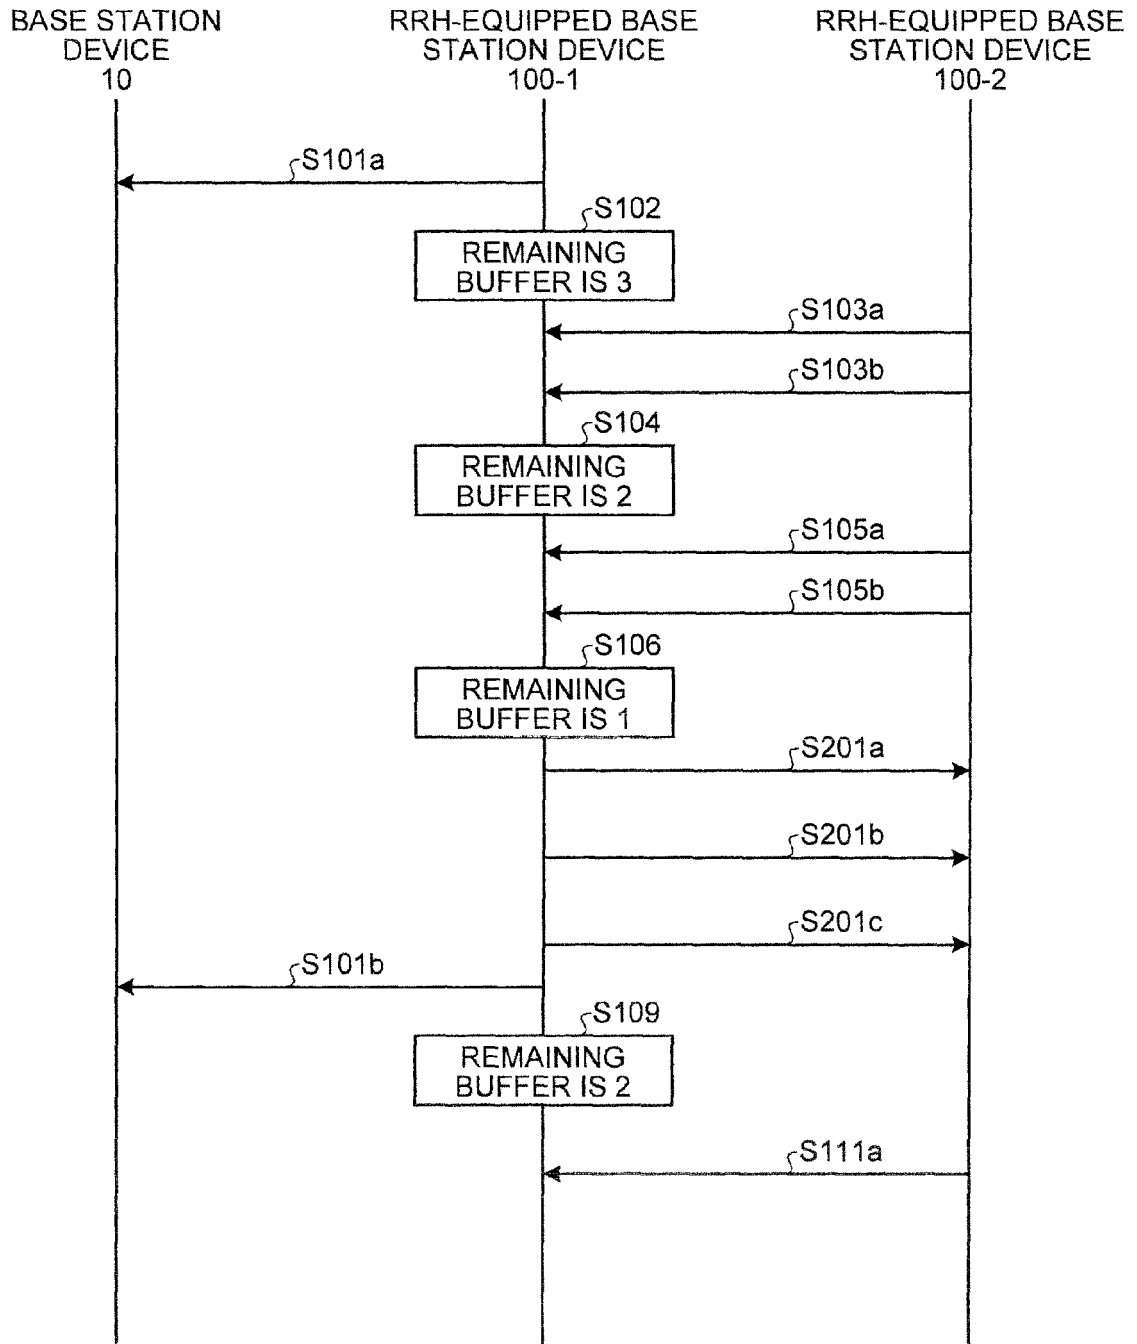 BASE STATION
DEVICE
10
RRH-EQUIPPED BASE
STATION DEVICE
100-1
RRH-EQUIPPED BASE
STATION DEVICE
100-2
S101a
S102
REMAINING
BUFFER IS 3
S103a
S103b
S104
REMAINING
BUFFER IS 2
S105a
S105b
S106
REMAINING
BUFFER IS 1
S201a
S201b
S201c
S101b
S109
REMAINING
BUFFER IS 2
S111a